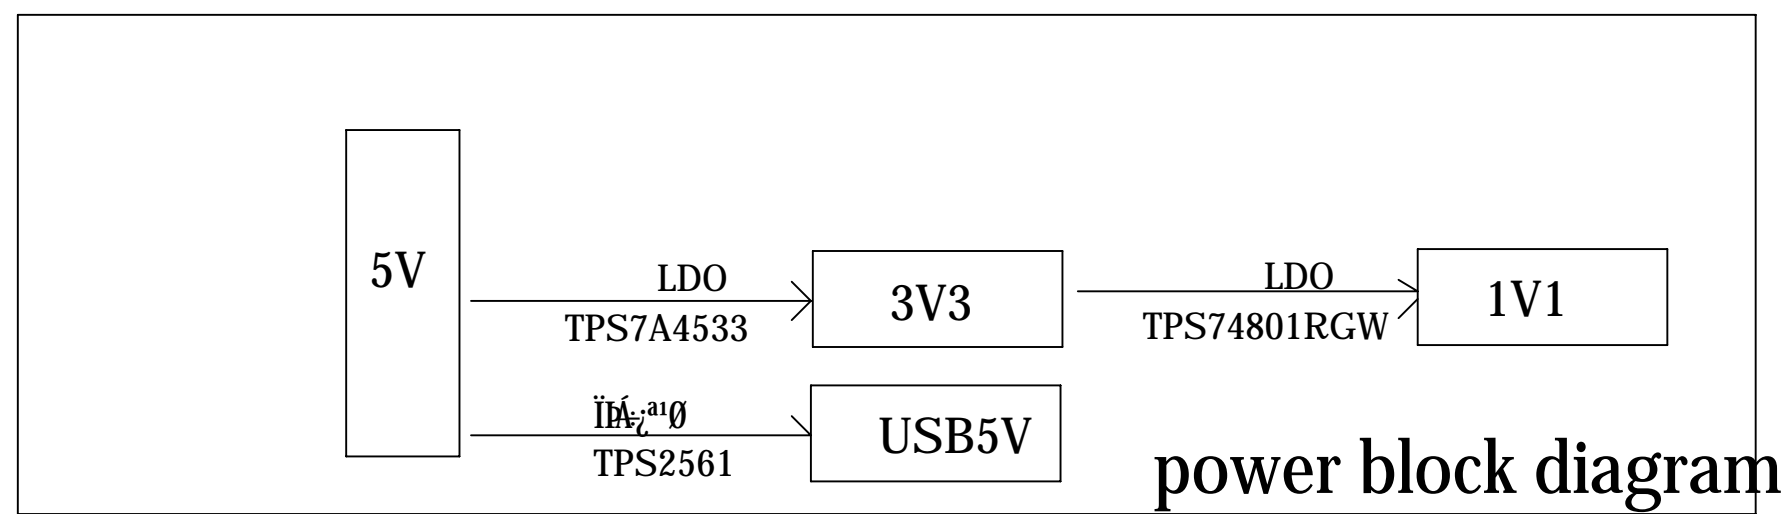 5V
LDO
TPS7A4533
3V3
LDO
TPS74801RGW
1V1
TPS2561
USB5V
power block diagram